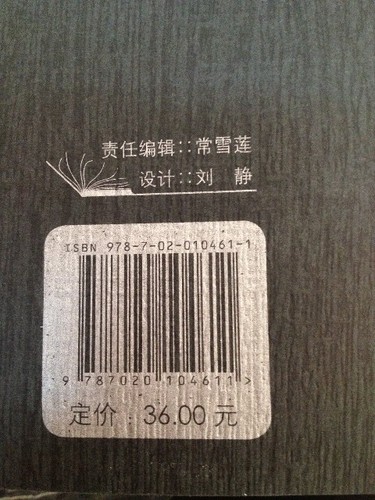 责任编辑::常雪莲
设计::刘 静
ISBN 978-7-02-010461-1
9 787020 104611 >
定价：36.00 元